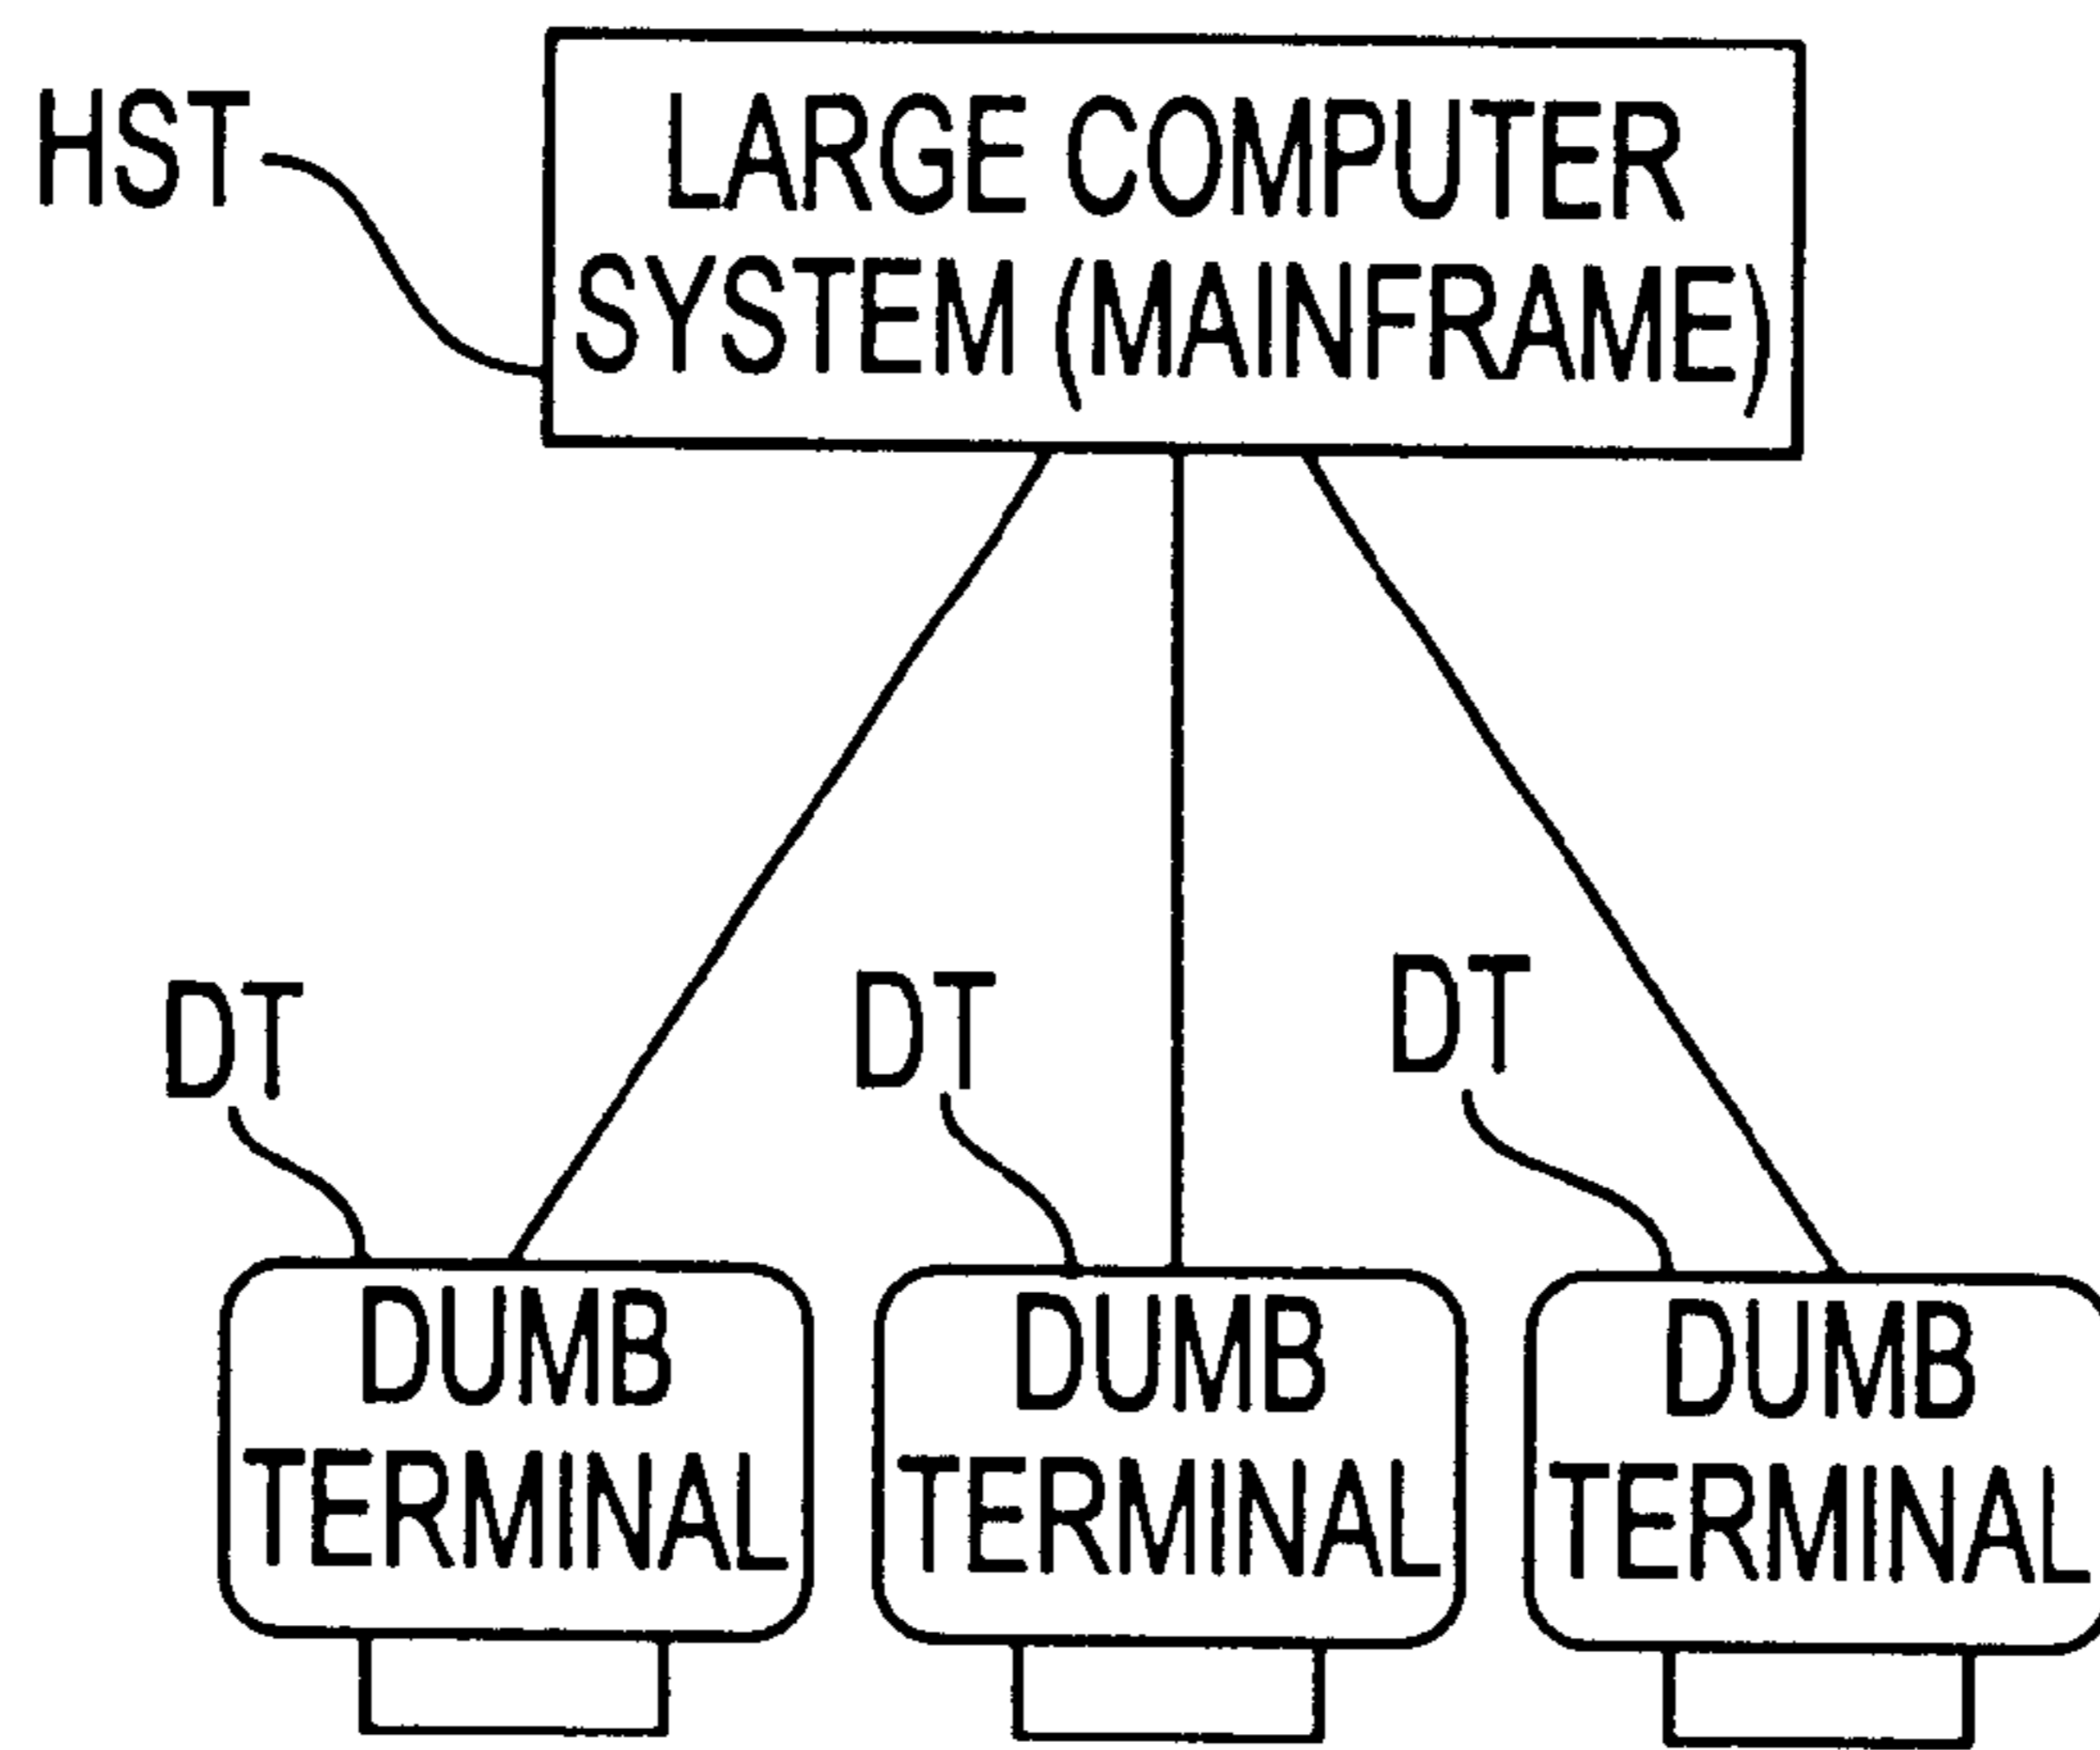 HST
LARGE COMPUTER
SYSTEM (MAINFRAME)
DT
DT
DT
DUMB
TERMINAL
DUMB
TERMINAL
DUMB
TERMINAL